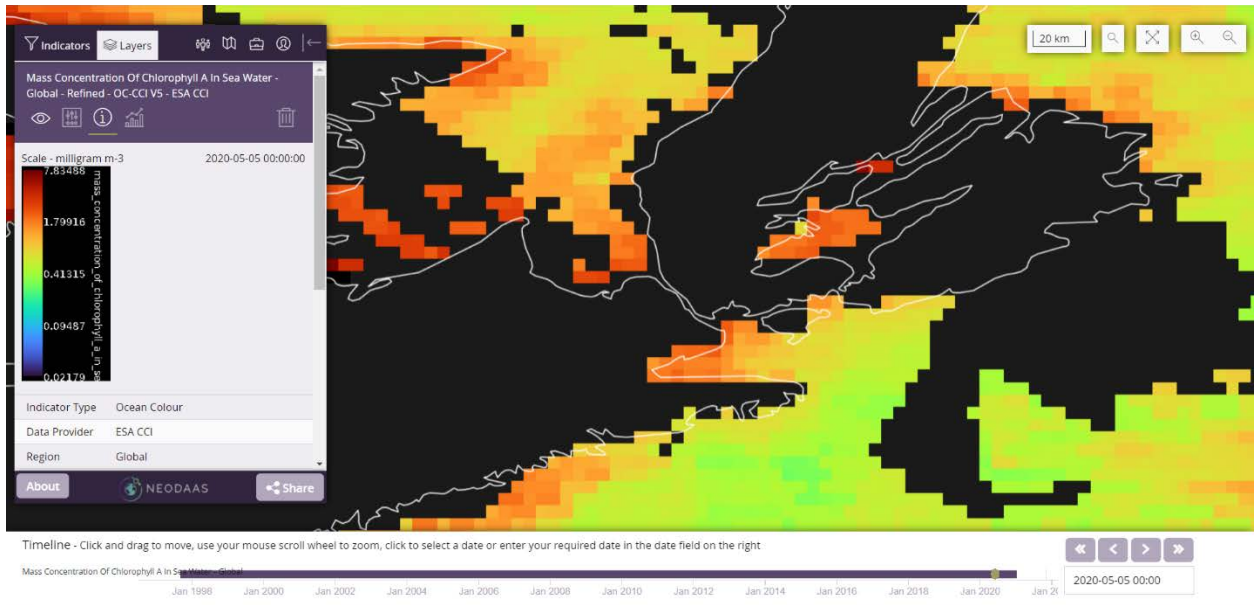 Indicators
Layers
Mass Concentration Of Chlorophyll A In Sea Water -
Global - Refined - OC-CCI V5 - ESA CCI
Scale - milligram m-3
2020-05-05 00:00:00
7.83488
1.79916
0.41315
0.09487
0.02179
mass_concentration_of_chlorophyll_a_in_se
Indicator Type Ocean Colour
Data Provider ESA CCI
Region Global
About
NEODAAS
Share
20 km
Timeline - Click and drag to move, use your mouse scroll wheel to zoom, click to select a date or enter your required date in the date field on the right
Mass Concentration Of Chlorophyll A In Sea Water - Global
Jan 1998 Jan 2000 Jan 2002 Jan 2004 Jan 2006 Jan 2008 Jan 2010 Jan 2012 Jan 2014 Jan 2016 Jan 2018 Jan 2020 Jan 2
2020-05-05 00:00